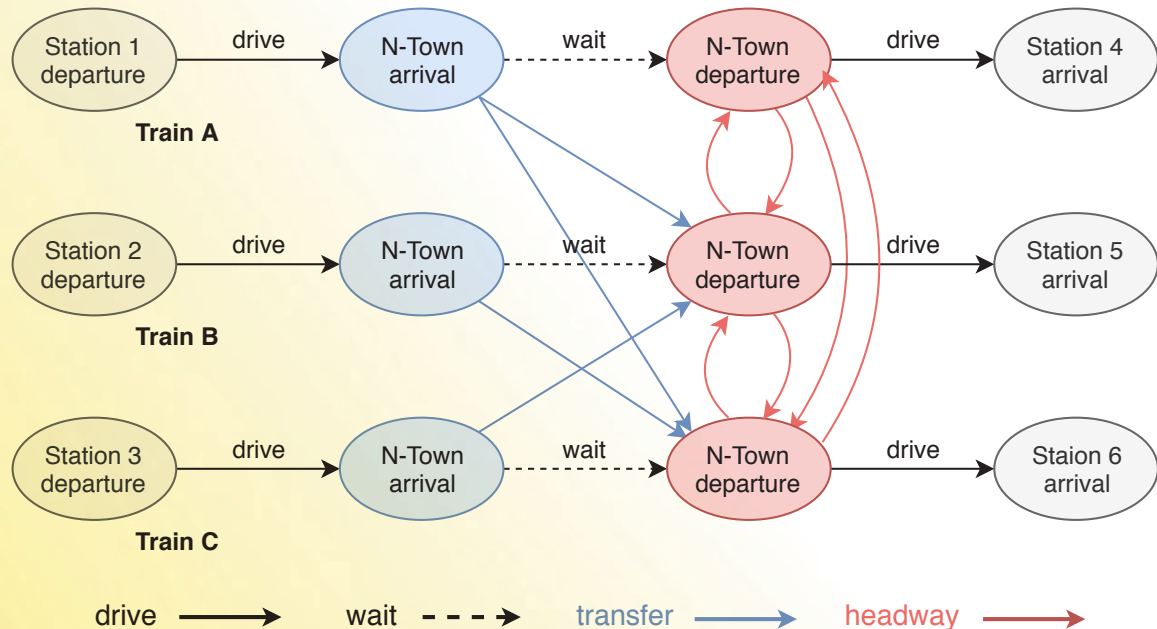 Station 1
departure
drive
N-Town
arrival
wait
N-Town
departure
drive
Station 4
arrival
Train A
Station 2
departure
drive
N-Town
arrival
wait
N-Town
departure
drive
Station 5
arrival
Train B
Station 3
departure
drive
N-Town
arrival
wait
N-Town
departure
drive
Staion 6
arrival
Train C
drive
wait
transfer
headway